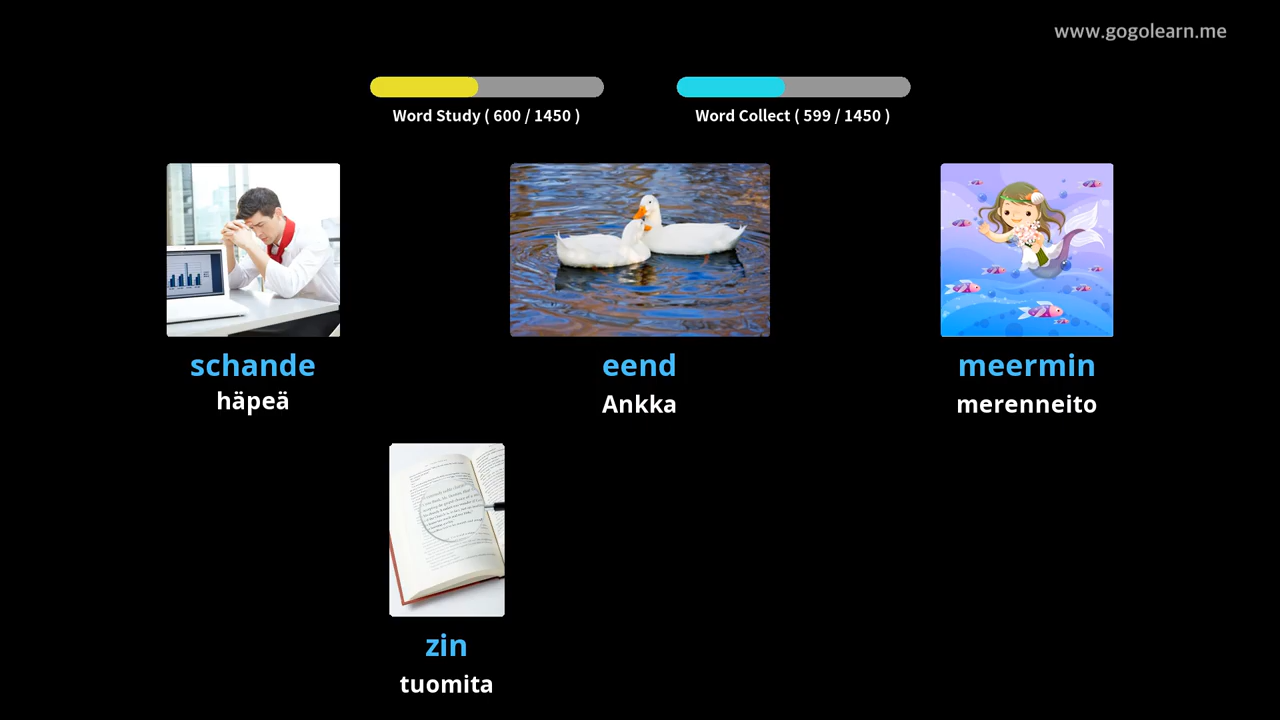 www.gogolearn.me
Word Study ( 600 / 1450 )
Word Collect ( 599 / 1450 )
schande
häpeä
eend
Ankka
meermin
merenneito
zin
tuomita